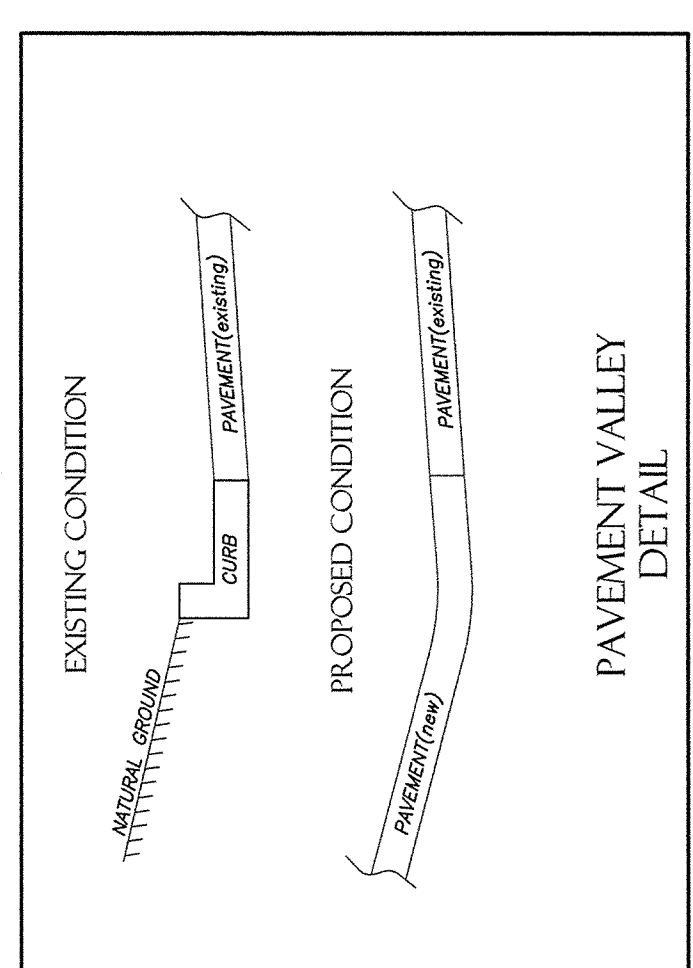 EXISTING CONDITION
NATURAL GROUND
CURB
PAVEMENT(existing)
PROPOSED CONDITION
PAVEMENT(new)
PAVEMENT(existing)
PAVEMENT VALLEY
DETAIL